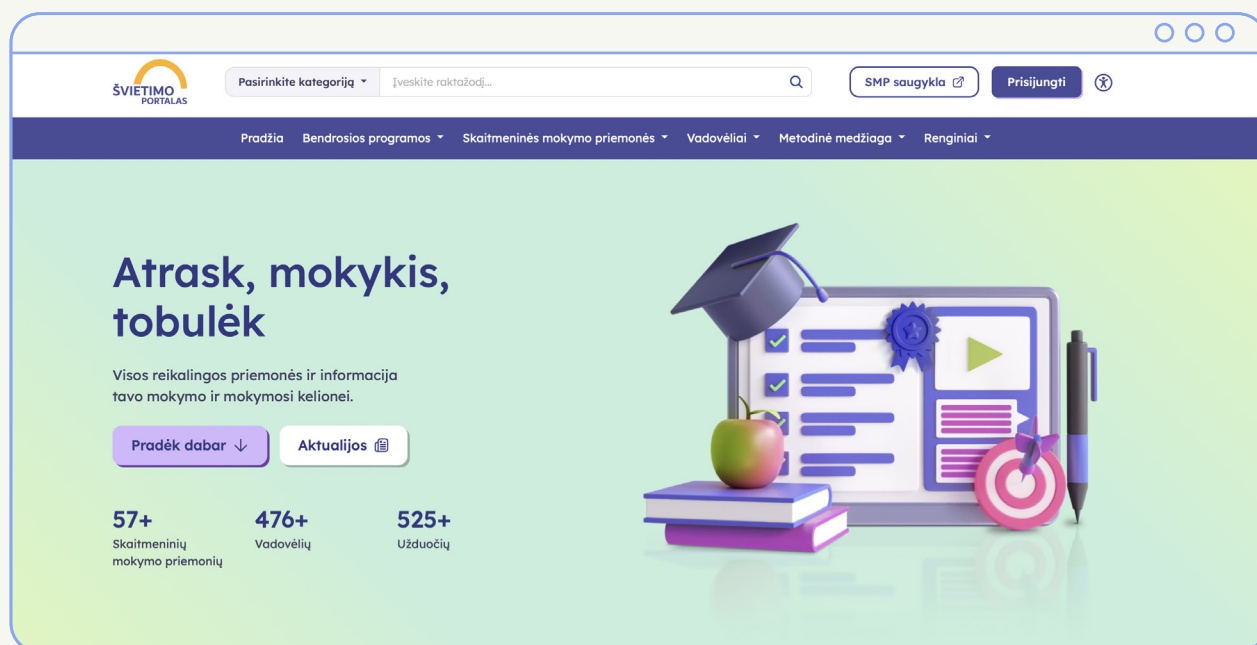 ŠVIETIMO
PORTALAS
Pasirinkite kategoriją
Įveskite raktažodį...
SMP saugykla
Prisijungti
Pradžia Bendrosios programos Skaitmeninės mokymo priemonės Vadovėliai Metodinė medžiaga Renginiai
Atrask, mokykis,
tobulėk
Visos reikalingos priemonės ir informacija
tavo mokymo ir mokymosi kelionei.
Pradėk dabar
Aktualijos
57+
Skaitmeninių
mokymo priemonių
476+
Vadovėlių
525+
Užduočių